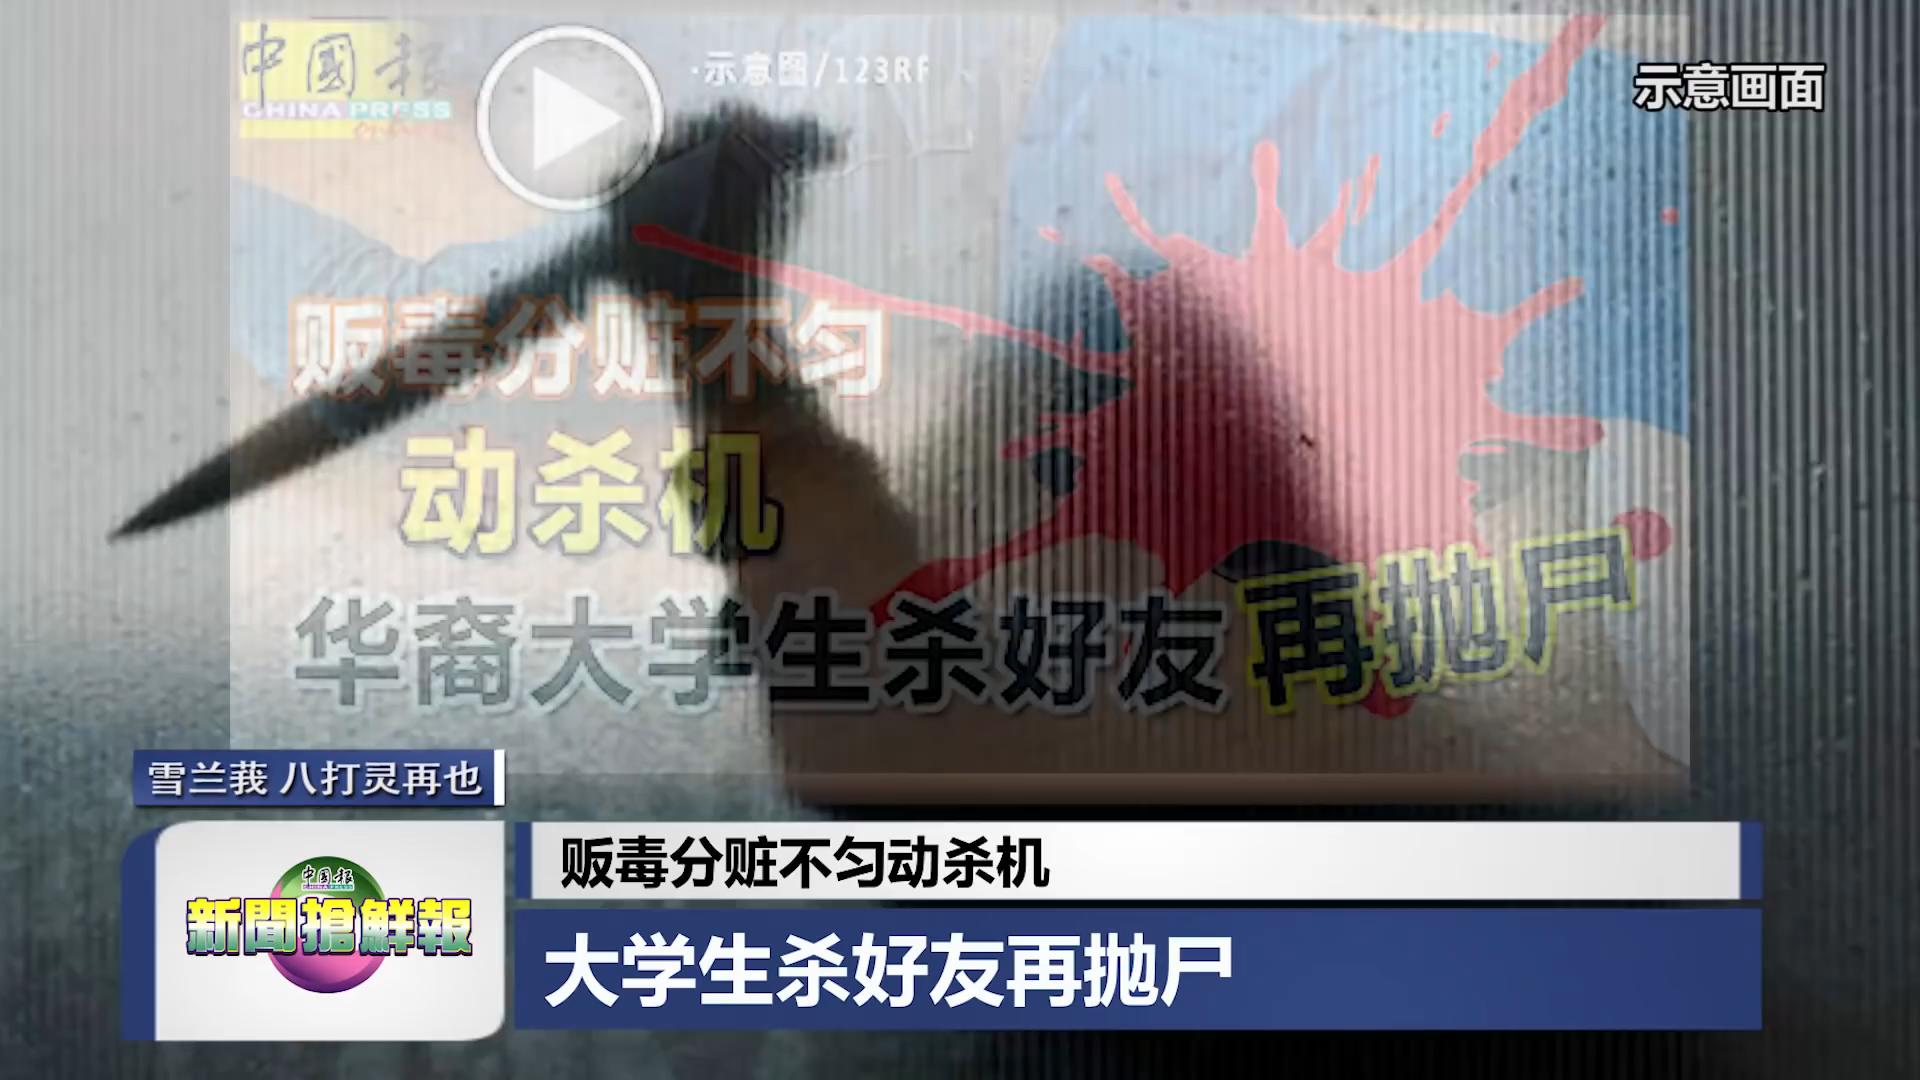 中國報
CHINA PRESS
·示意图/123RF
示意画面
贩毒分赃不匀
动杀机
华裔大学生杀好友再抛尸
雪兰莪 八打灵再也
贩毒分赃不匀动杀机
中國報
CHINA PRESS
新聞搶鮮報
大学生杀好友再抛尸